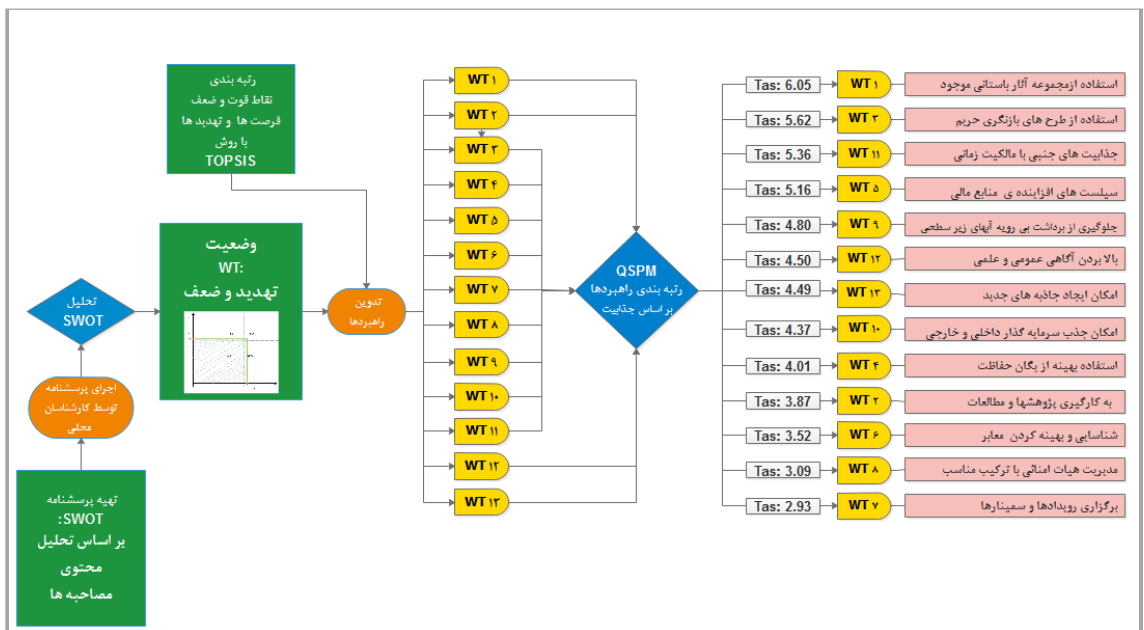 رتبه بندی
نقاط قوت و ضعف
فرصت ها و تهدید ها
با روش
TOPSIS
وضعیت
WT:
تهدید و ضعف
تحلیل
SWOT
اجرای پرسشنامه
توسط کارشناسان
محلی
تهیه پرسشنامه
SWOT:
بر اساس تحلیل
محتوی
مصاحبه ها
تدوین
راهبردها
WT ۱
WT ۲
WT ۳
WT ۴
WT ۵
WT ۶
WT ۷
WT ۸
WT ۹
WT ۱۰
WT ۱۱
WT ۱۲
WT ۱۳
QSPM
رتبه بندی راهبردها
بر اساس جذابیت
Tas: 6.05 WT ۱ استفاده ازمجموعه آثار باستانی موجود
Tas: 5.62 WT ۳ استفاده از طرح های بازنگری حریم
Tas: 5.36 WT ۱۱ جذابیت های جنبی با مالکیت زمانی
Tas: 5.16 WT ۵ سیلست های افزاینده ی منابع مالی
Tas: 4.80 WT ۹ جلوگیری از برداشت بی رویه آبهای زیر سطحی
Tas: 4.50 WT ۱۲ بالا بردن آگاهی عمومی و علمی
Tas: 4.49 WT ۱۳ امکان ایجاد جاذبه های جدید
Tas: 4.37 WT ۱۰ امکان جذب سرمایه گذار داخلی و خارجی
Tas: 4.01 WT ۴ استفاده بهینه از یگان حفاظت
Tas: 3.87 WT ۲ به کارگیری پژوهشها و مطالعات
Tas: 3.52 WT ۶ شناسایی و بهینه کردن معابر
Tas: 3.09 WT ۸ مدیریت هیات امنائی با ترکیب مناسب
Tas: 2.93 WT ۷ برگزاری رویدادها و سمینارها